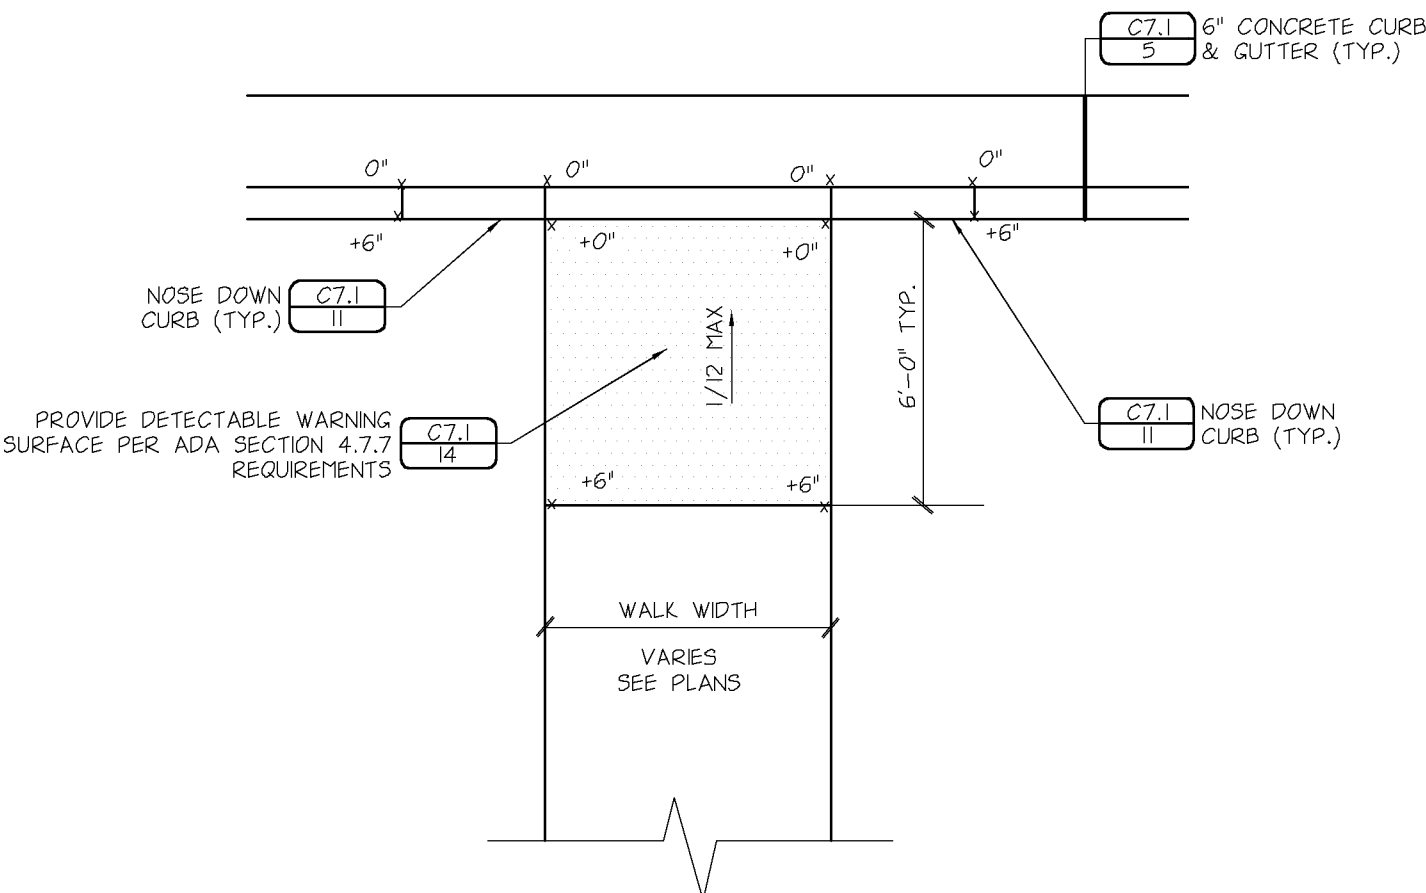 C7.1
5
6" CONCRETE CURB
& GUTTER (TYP.)
0"
0"
0"
0"
+6"
+0"
+0"
+6"
NOSE DOWN
CURB (TYP.)
C7.1
11
1/12 MAX
6'-0" TYP.
PROVIDE DETECTABLE WARNING
SURFACE PER ADA SECTION 4.7.7
REQUIREMENTS
C7.1
14
C7.1
11
NOSE DOWN
CURB (TYP.)
+6"
+6"
WALK WIDTH
VARIES
SEE PLANS